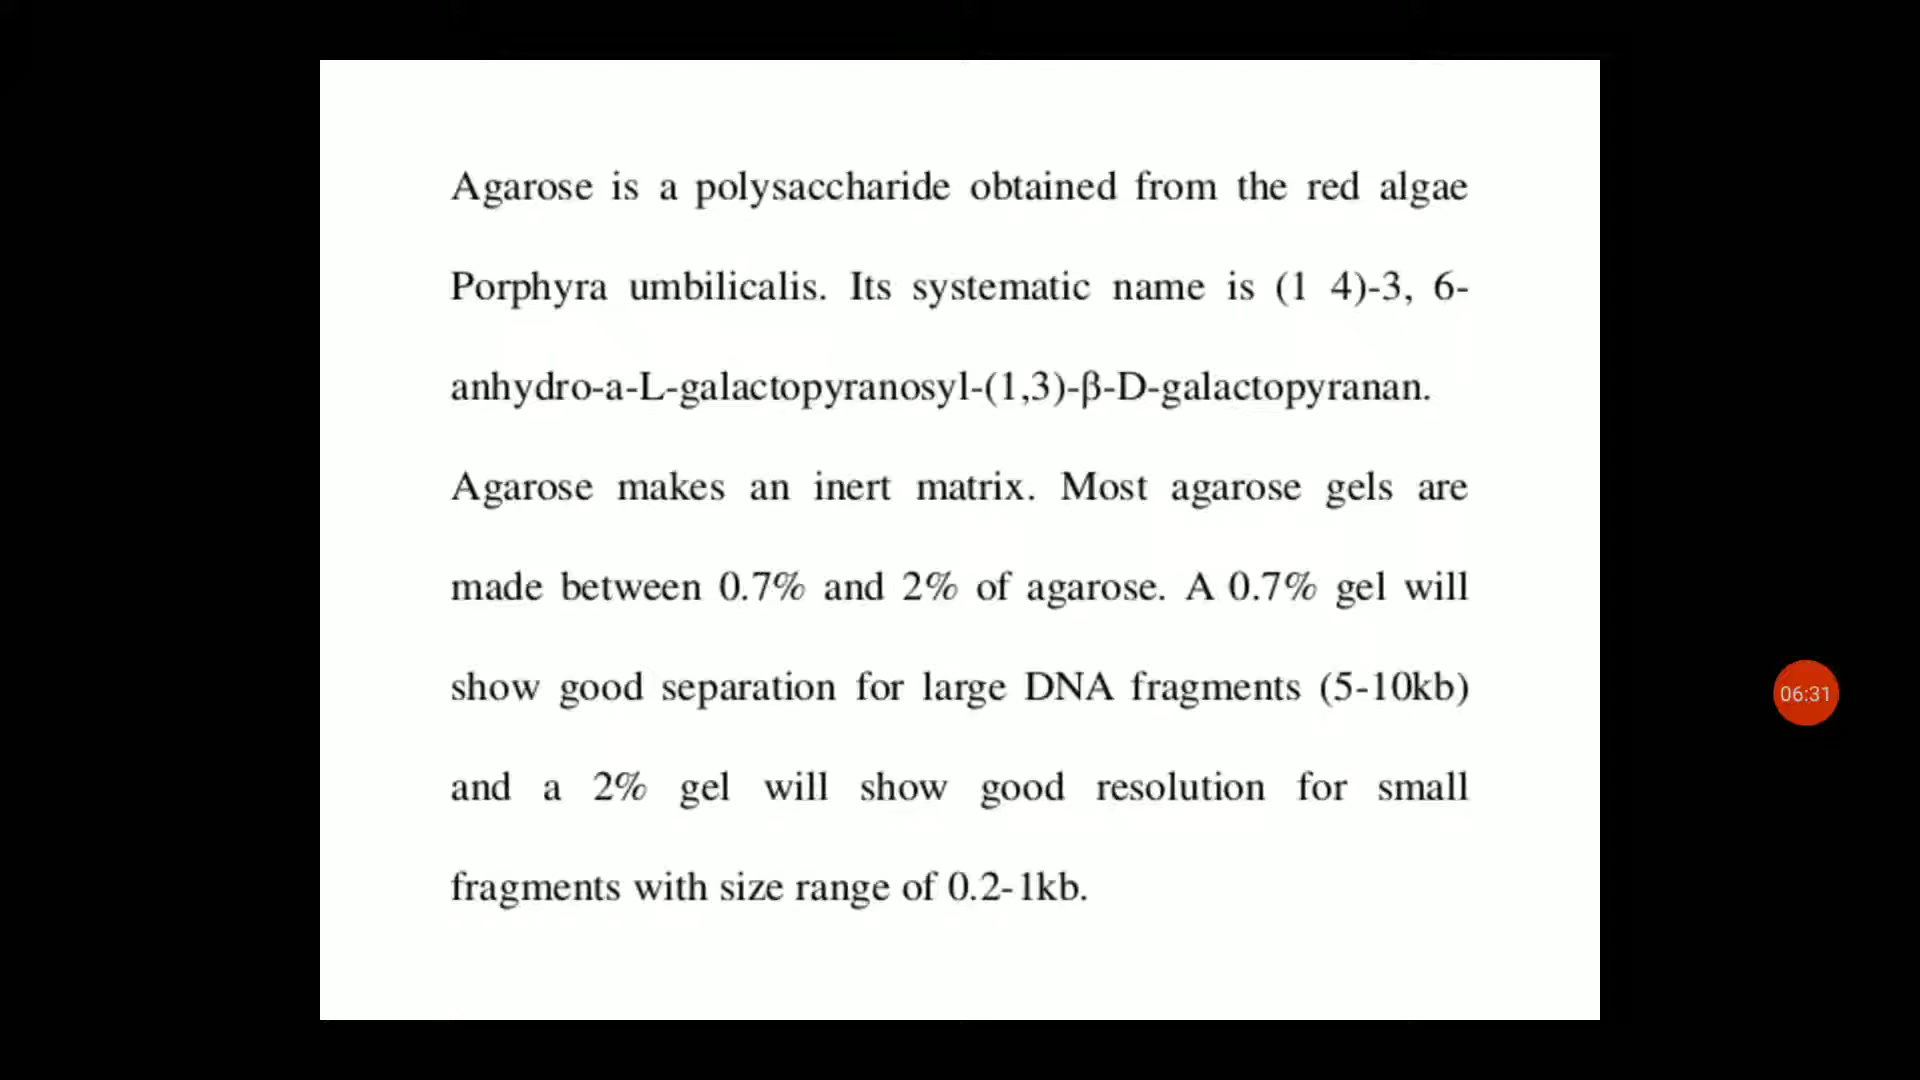 Agarose is a polysaccharide obtained from the red algae
Porphyra umbilicalis. Its systematic name is (1 4)-3, 6-
anhydro-a-L-galactopyranosyl-(1,3)-β-D-galactopyranan.
Agarose makes an inert matrix. Most agarose gels are
made between 0.7% and 2% of agarose. A 0.7% gel will
show good separation for large DNA fragments (5-10kb)
and a 2% gel will show good resolution for small
fragments with size range of 0.2-1kb.
06:31